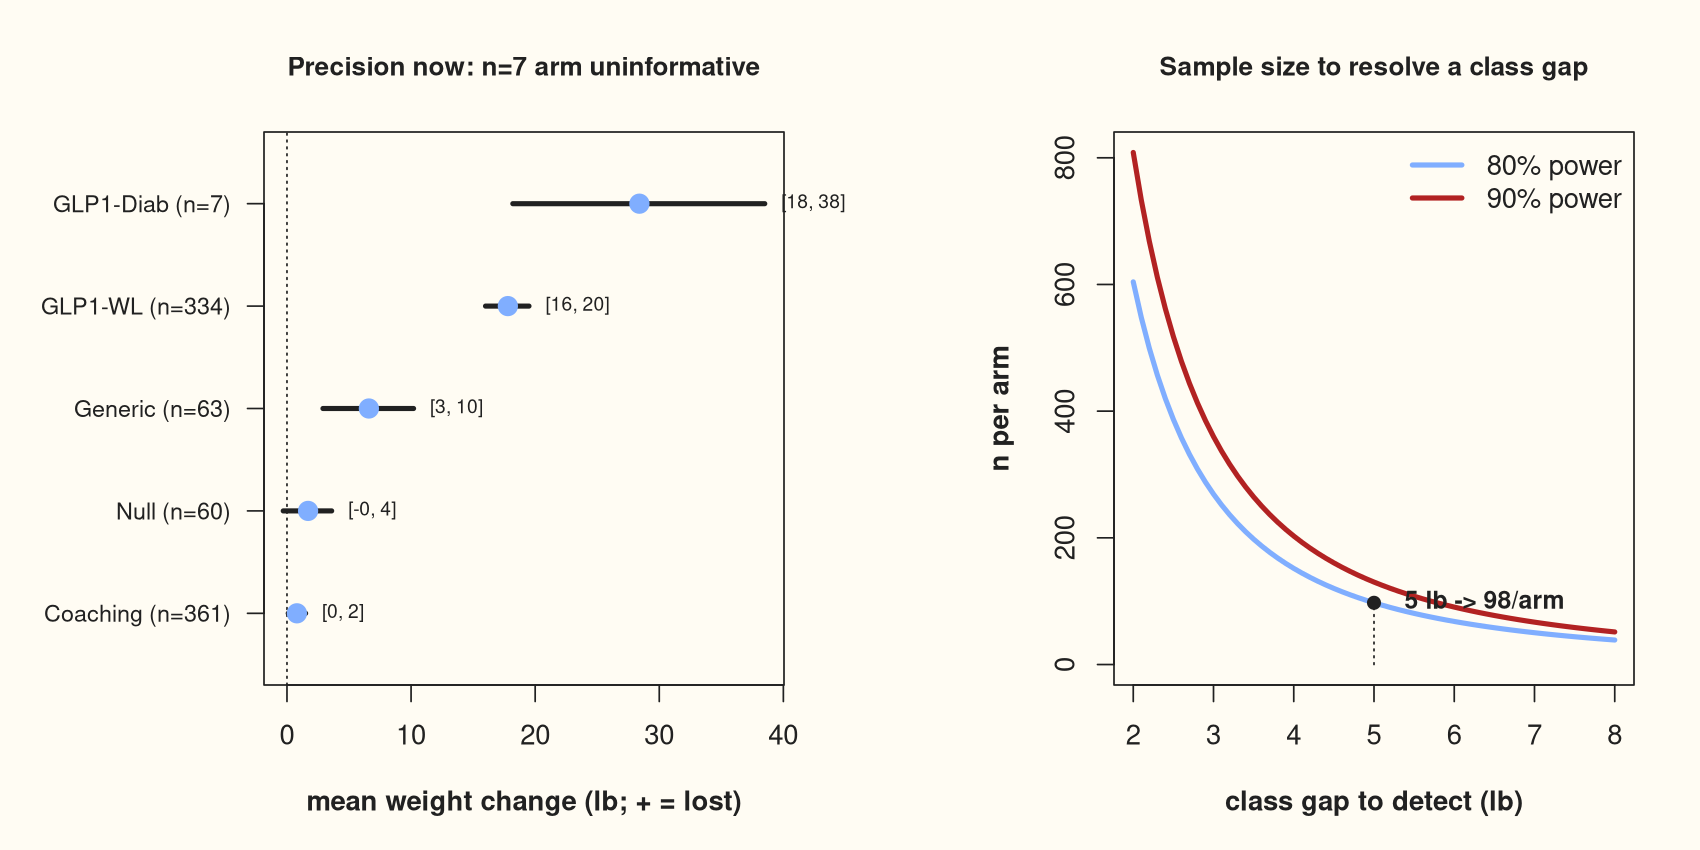 Precision now: n=7 arm uninformative
GLP1-Diab (n=7)
[18, 38]
GLP1-WL (n=334)
[16, 20]
Generic (n=63)
[3, 10]
Null (n=60)
[-0, 4]
Coaching (n=361)
[0, 2]
0 10 20 30 40
mean weight change (lb; + = lost)
Sample size to resolve a class gap
80% power
90% power
n per arm
800
600
400
200
0
5 lb -> 98/arm
2 3 4 5 6 7 8
class gap to detect (lb)